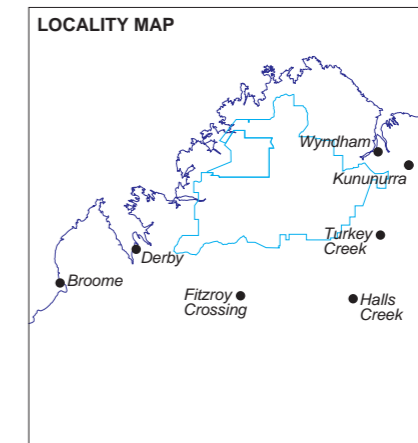 LOCALITY MAP
Wyndham
Kununurra
Turkey
Creek
Derby
Broome
Fitzroy
Crossing
Halls
Creek